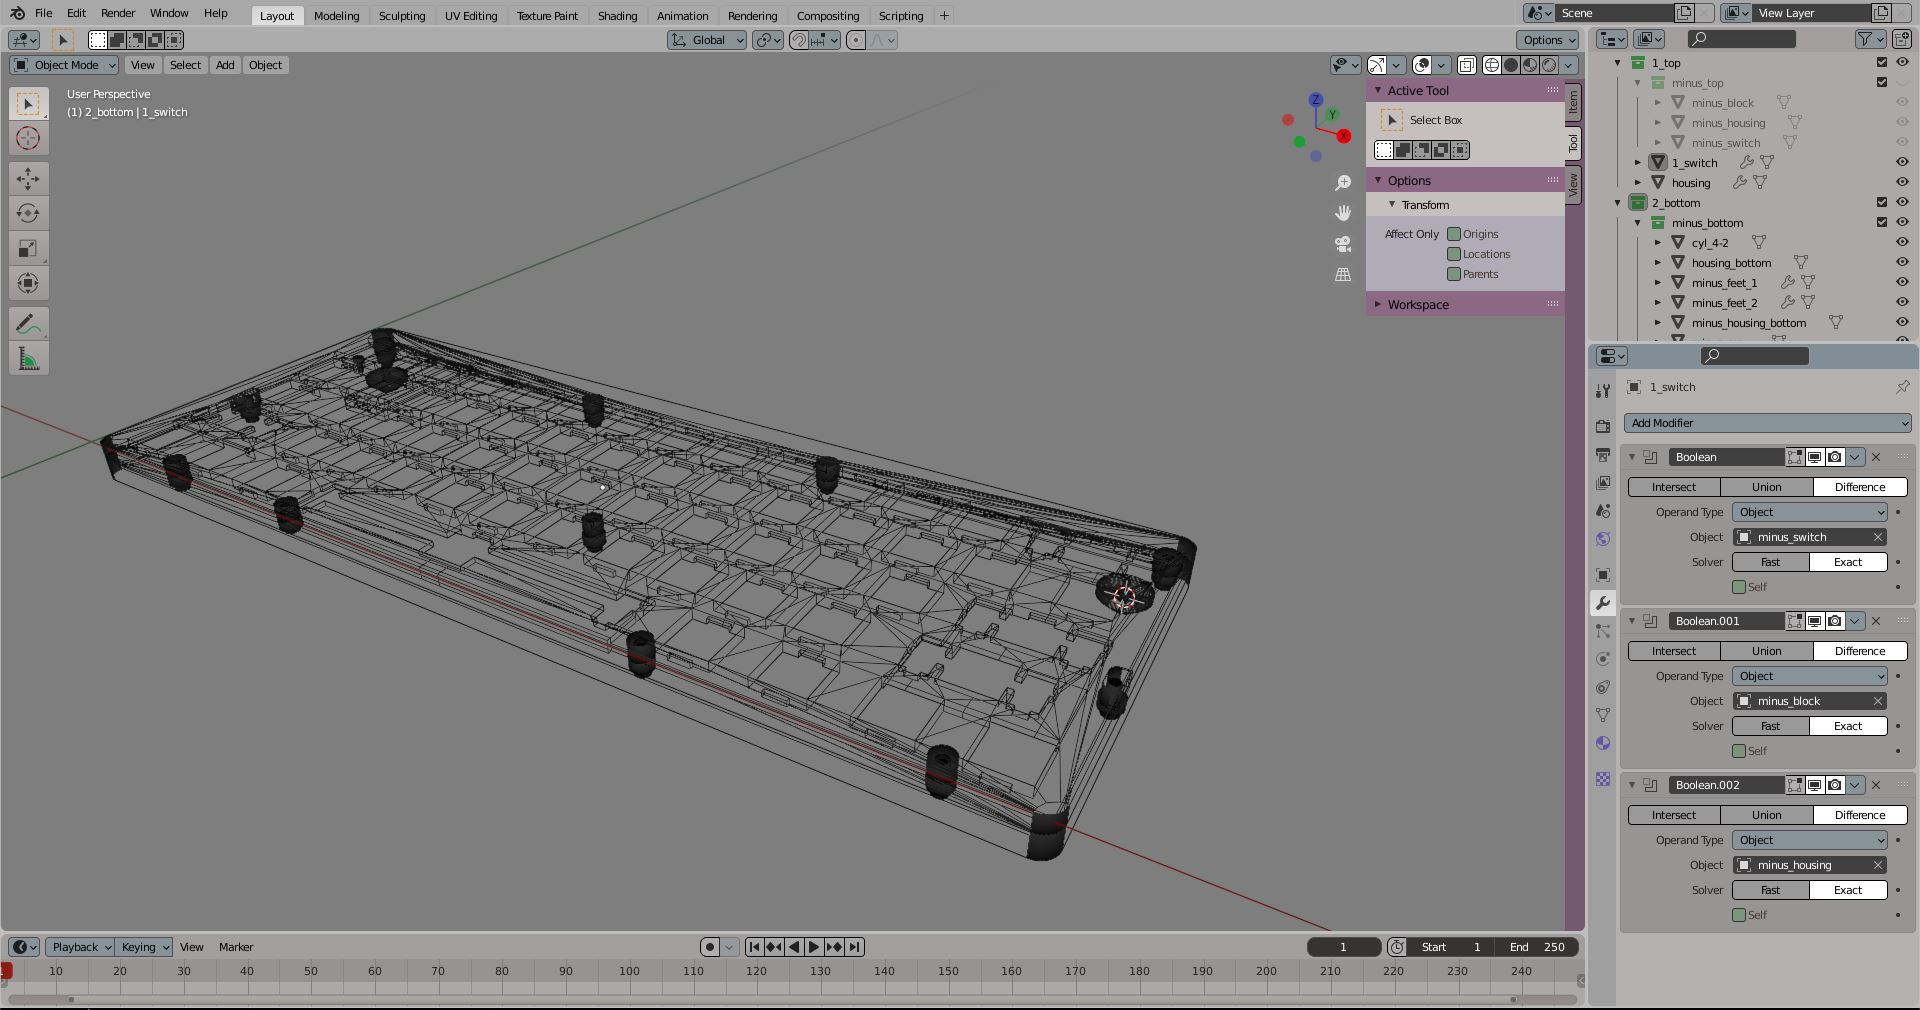 File Edit Render Window Help Layout Modeling Sculpting UV Editing Texture Paint Shading Animation Rendering Compositing Scripting + Scene View Layer
Global Options
Object Mode View Select Add Object
User Perspective
(1) 2_bottom | 1_switch
Z
Y
X
Active Tool
Select Box
Options
Transform
Affect Only Origins
Locations
Parents
Workspace
Item
Tool
View
1_top
minus_top
minus_block
minus_housing
minus_switch
1_switch
housing
2_bottom
minus_bottom
cyl_4-2
housing_bottom
minus_feet_1
minus_feet_2
minus_housing_bottom
1_switch
Add Modifier
Boolean
Intersect Union Difference
Operand Type Object
Object minus_switch
Solver Fast Exact
Self
Boolean.001
Intersect Union Difference
Operand Type Object
Object minus_block
Solver Fast Exact
Self
Boolean.002
Intersect Union Difference
Operand Type Object
Object minus_housing
Solver Fast Exact
Self
Playback Keying View Marker 1 Start 1 End 250
1 10 20 30 40 50 60 70 80 90 100 110 120 130 140 150 160 170 180 190 200 210 220 230 240